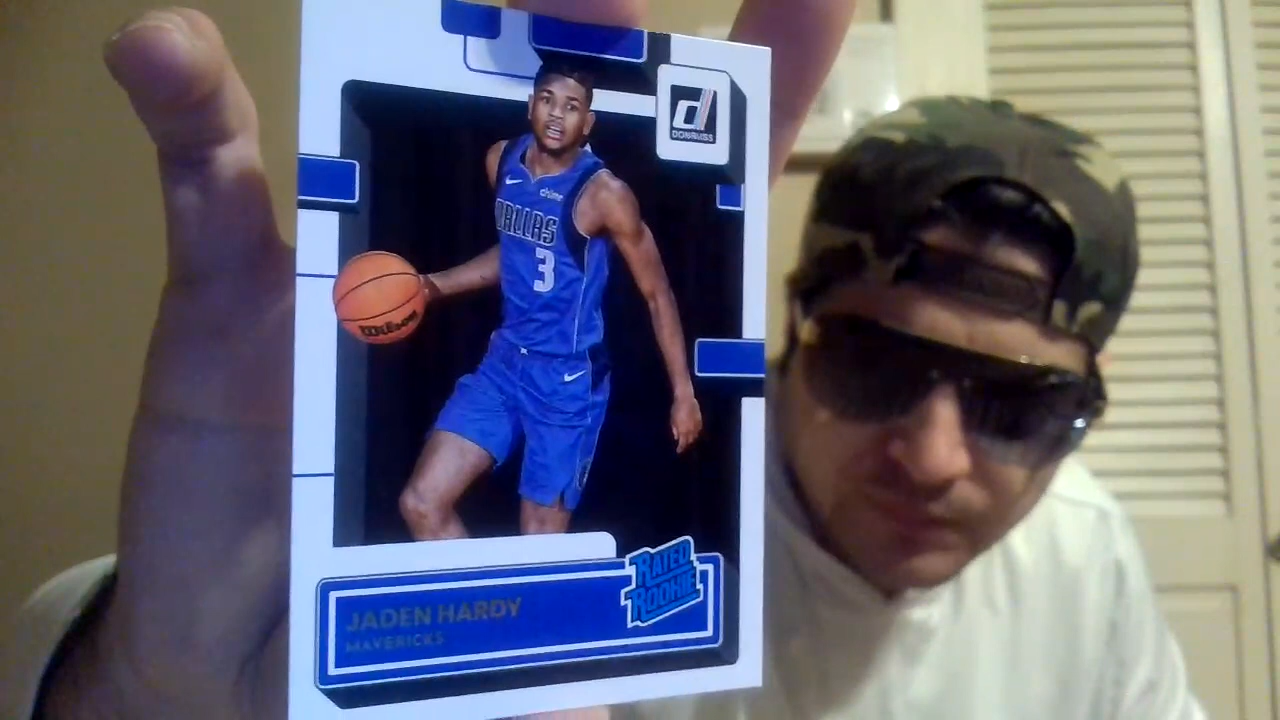 DONRUSS
chime
DALLAS
3
Wilson
RATED
ROOKIE
JADEN HARDY
MAVERICKS